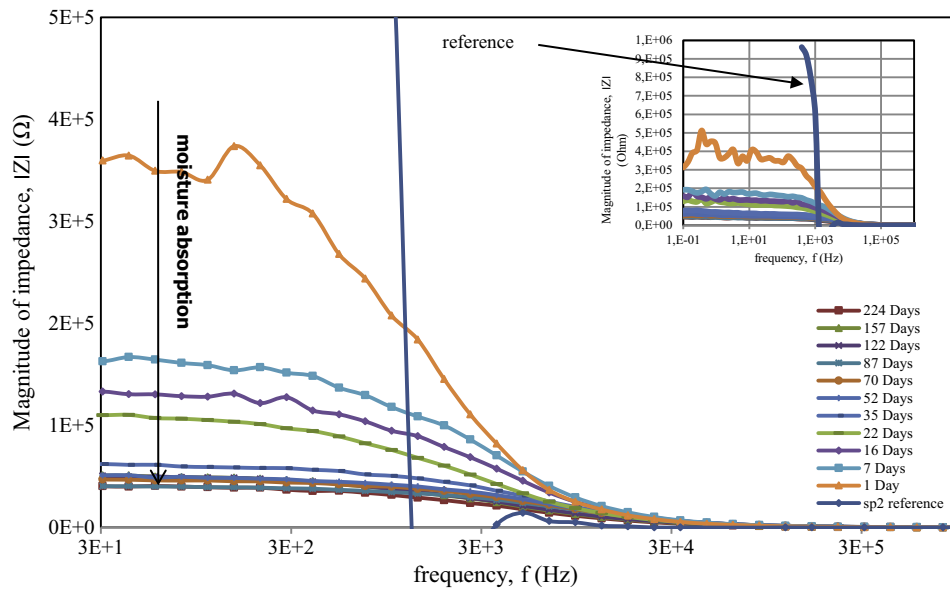 5E+5
4E+5
3E+5
2E+5
1E+5
0E+0
Magnitude of impedance, |Z| (Ω)
3E+1
3E+2
3E+3
3E+4
3E+5
frequency, f (Hz)
moisture absorption
reference
1,E+06
9,E+05
8,E+05
7,E+05
6,E+05
5,E+05
4,E+05
3,E+05
2,E+05
1,E+05
0,E+00
Magnitude of impedance, |Z|
(Ohm)
1,E-01
1,E+01
1,E+03
1,E+05
frequency, f (Hz)
224 Days
157 Days
122 Days
87 Days
70 Days
52 Days
35 Days
22 Days
16 Days
7 Days
1 Day
sp2 reference